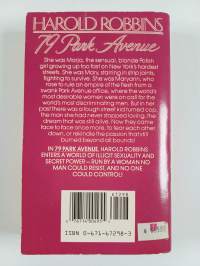 HAROLD ROBBINS
79 Park Avenue
She was Marja, the sensual, blonde Polish
girl growing up too fast on New York's hardest
streets. She was Mary, starring in strip joints,
fighting to survive. She was Maryann, who
rose to rule an empire of the flesh from a
swank Park Avenue office, where the world's
most desirable women were on call for the
world's most discriminating men. But in her
past there was a tough street kid turned cop,
the man she had never stopped loving, the
dream that was still alive. Now they came
face to face once more, to tear each other
down, or rekindle the passion that still
burned beyond all bounds!
IN 79 PARK AVENUE, HAROLD ROBBINS
ENTERS A WORLD OF ILLICIT SEXUALITY AND
SECRET POWER – RUN BY A WOMAN NO
MAN COULD RESIST, AND NO ONE
COULD CONTROL!
67298
ISBN 0-671-67298-3